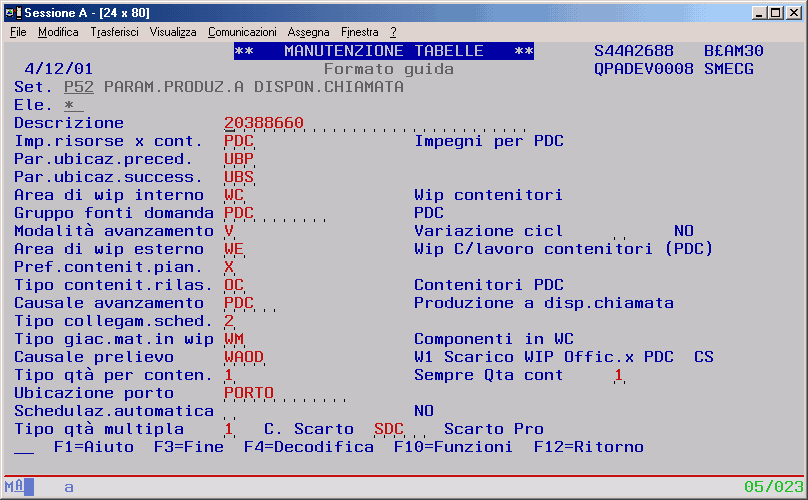 Sessione A - [24 x 80]
File Modifica Trasferisci Visualizza Comunicazioni Assegna Finestra ?
** MANUTENZIONE TABELLE ** S44A2688 B£AM30
4/12/01 Formato guida QPADEV0008 SMECG
Set. P52 PARAM.PRODUZ.A DISPON.CHIAMATA
Ele. *
Descrizione 20388660
Imp.risorse x cont. PDC Impegni per PDC
Par.ubicaz.preced. UBP
Par.ubicaz.success. UBS
Area di wip interno WC Wip contenitori
Gruppo fonti domanda PDC PDC
Modalità avanzamento V Variazione cicl NO
Area di wip esterno WE Wip C/lavoro contenitori (PDC)
Pref.contenit.pian. X
Tipo contenit.rilas. OC Contenitori PDC
Causale avanzamento PDC Produzione a disp.chiamata
Tipo collegam.sched. 2
Tipo giac.mat.in wip WM Componenti in WC
Causale prelievo WAOD W1 Scarico WIP Offic.x PDC CS
Tipo qtà per conten. 1 Sempre Qta cont 1
Ubicazione porto PORTO
Schedulaz.automatica NO
Tipo qtà multipla 1 C. Scarto SDC Scarto Pro
F1=Aiuto F3=Fine F4=Decodifica F10=Funzioni F12=Ritorno
MA a 05/023